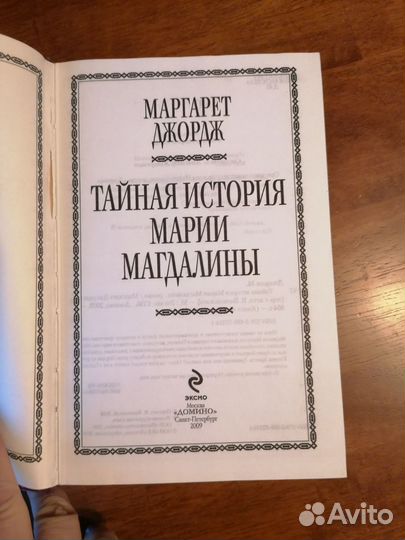 МАРГАРЕТ
ДЖОРДЖ
ТАЙНАЯ ИСТОРИЯ
МАРИИ
МАГДАЛИНЫ
ЭКСМО
Москва
«ДОМИНО»
Санкт-Петербург
2009
Avito